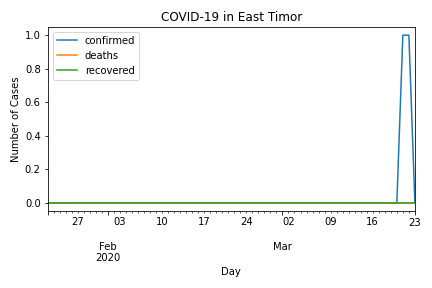 COVID-19 in East Timor
confirmed
deaths
recovered
Number of Cases
1.0
0.8
0.6
0.4
0.2
0.0
27 03 10 17 24 02 09 16 23
Feb Mar
2020
Day